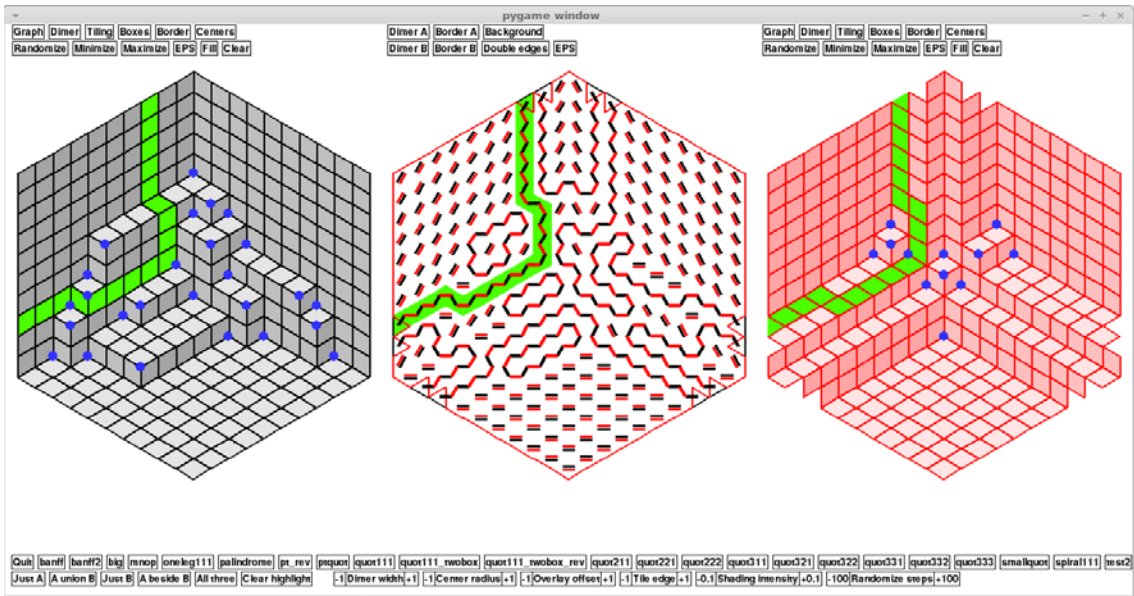 pygame window
Graph Dimer Tiling Boxes Border Centers
Randomize Minimize Maximize EPS Fill Clear
Dimer A Border A Background
Dimer B Border B Double edges EPS
Graph Dimer Tiling Boxes Border Centers
Randomize Minimize Maximize EPS Fill Clear
Quit banff banff2 big mnop oneleg111 palindrome pt_rev ptquot quot111 quot111_twobox quot111_twobox_rev quot211 quot221 quot222 quot311 quot321 quot322 quot331 quot332 quot333 smallquot spiral111 test2
Just A A union B Just B A beside B All three Clear highlight -1 Dimer width +1 -1 Center radius +1 -1 Overlay offset +1 -1 Tile edge +1 -0.1 Shading intensity +0.1 -100 Randomize steps +100